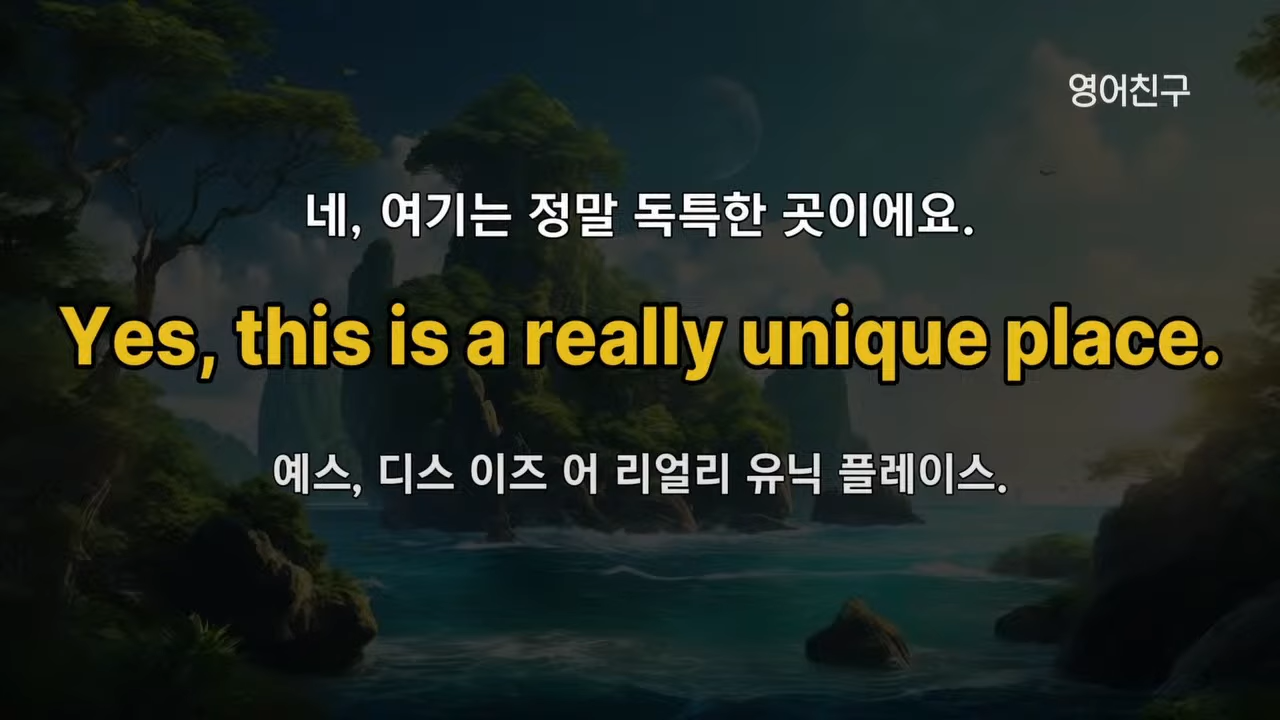 영어친구
네, 여기는 정말 독특한 곳이에요.
Yes, this is a really unique place.
예스, 디스 이즈 어 리얼리 유닉 플레이스.